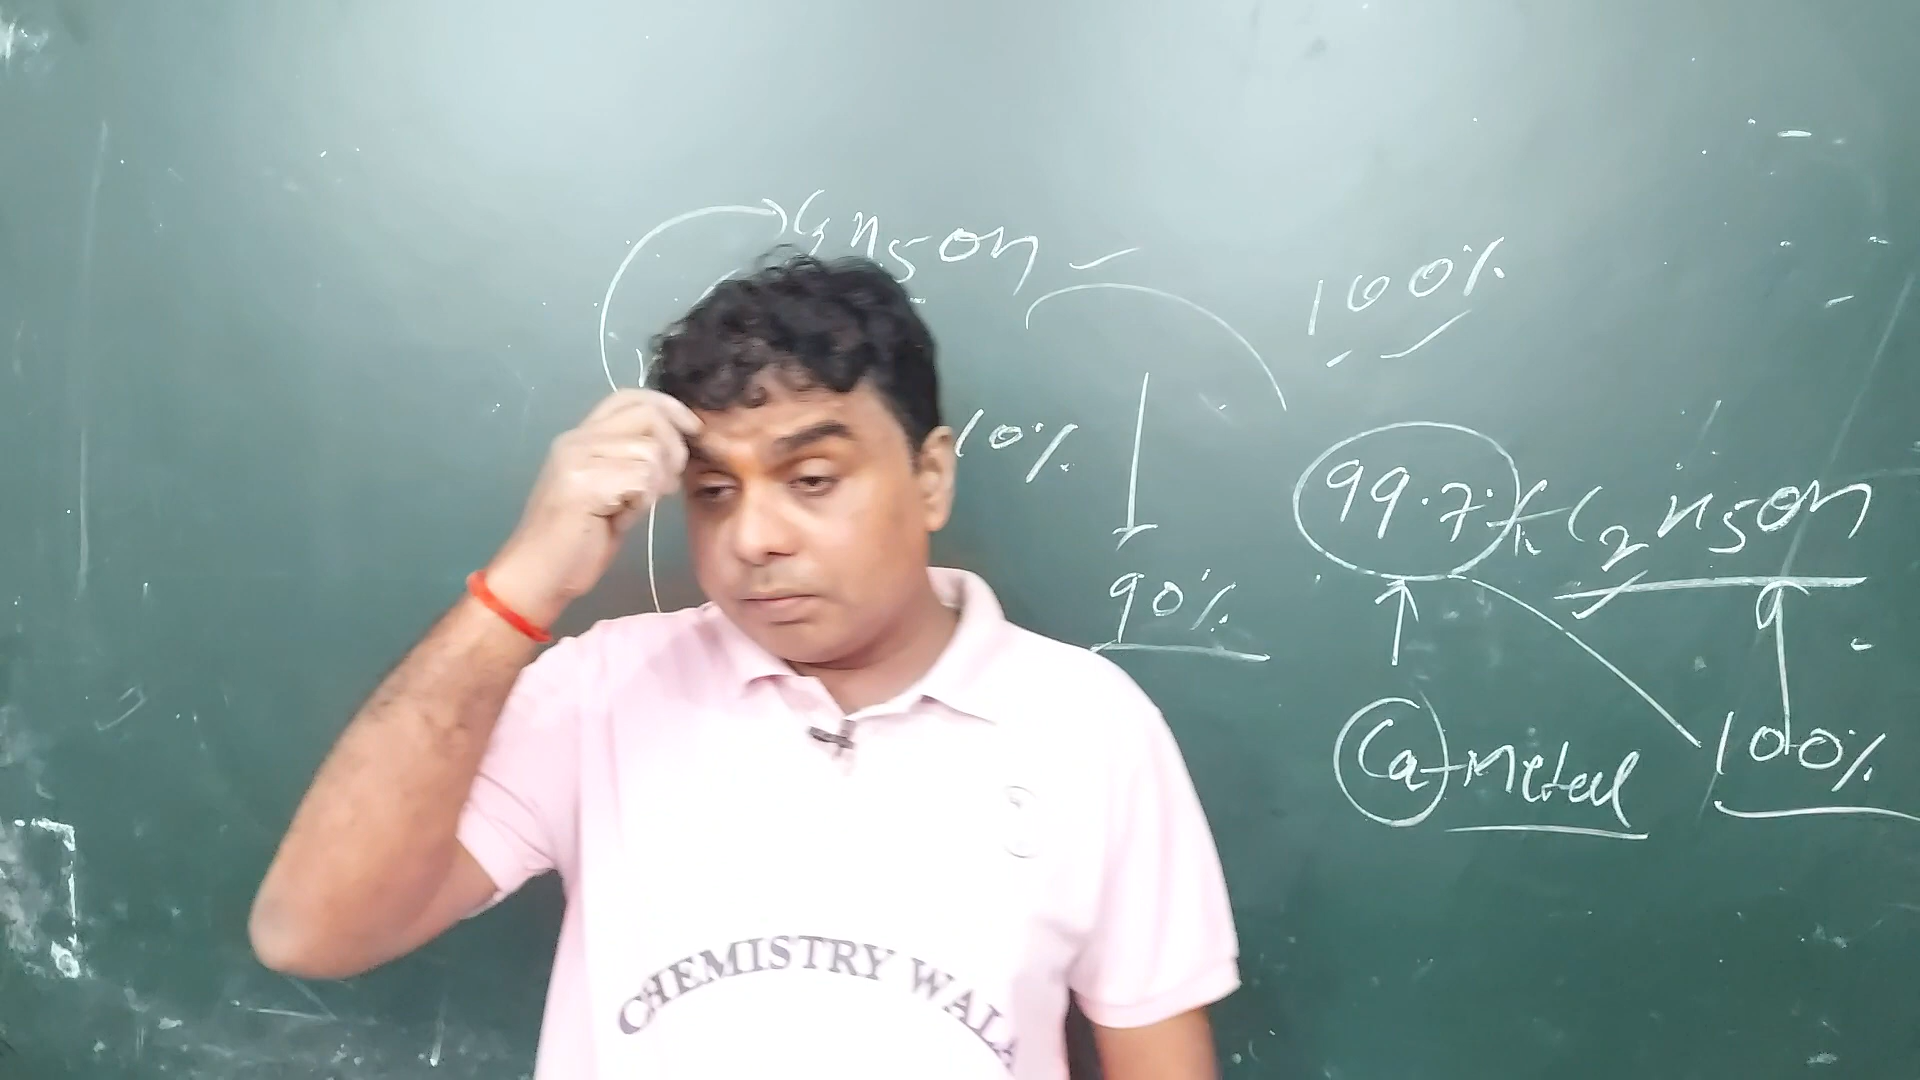 C2H5OH -
100%
10%
99.7% C2H5OH
90%
Ca-Metal 100%
CHEMISTRY WALA